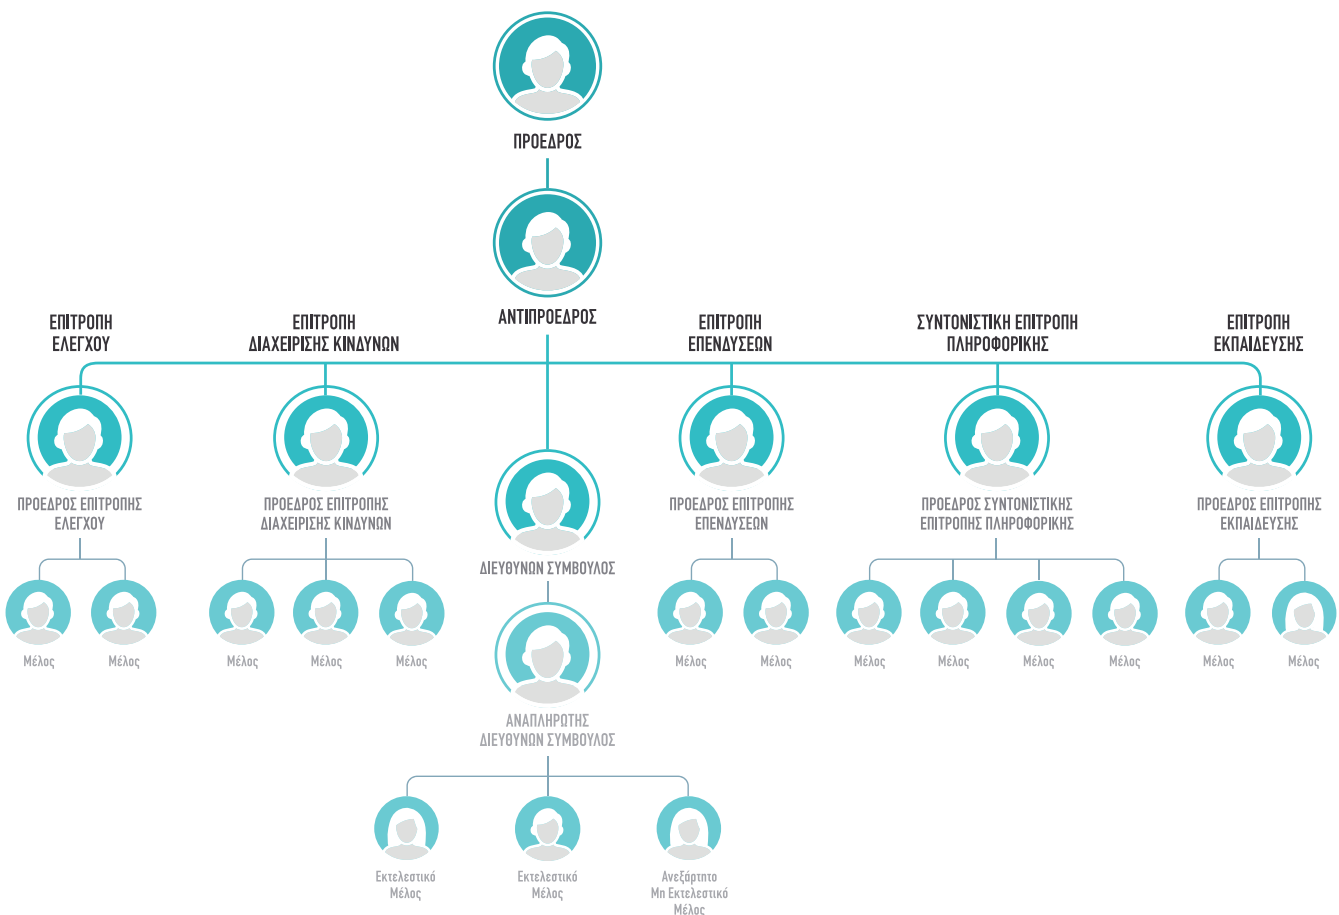 ΠΡΟΕΔΡΟΣ
ΑΝΤΙΠΡΟΕΔΡΟΣ
ΕΠΙΤΡΟΠΗ
ΕΛΕΓΧΟΥ
ΕΠΙΤΡΟΠΗ
ΔΙΑΧΕΙΡΙΣΗΣ ΚΙΝΔΥΝΩΝ
ΕΠΙΤΡΟΠΗ
ΕΠΕΝΔΥΣΕΩΝ
ΣΥΝΤΟΝΙΣΤΙΚΗ ΕΠΙΤΡΟΠΗ
ΠΛΗΡΟΦΟΡΙΚΗΣ
ΕΠΙΤΡΟΠΗ
ΕΚΠΑΙΔΕΥΣΗΣ
ΠΡΟΕΔΡΟΣ ΕΠΙΤΡΟΠΗΣ
ΕΛΕΓΧΟΥ
ΠΡΟΕΔΡΟΣ ΕΠΙΤΡΟΠΗΣ
ΔΙΑΧΕΙΡΙΣΗΣ ΚΙΝΔΥΝΩΝ
ΔΙΕΥΘΥΝΩΝ ΣΥΜΒΟΥΛΟΣ
ΠΡΟΕΔΡΟΣ ΕΠΙΤΡΟΠΗΣ
ΕΠΕΝΔΥΣΕΩΝ
ΠΡΟΕΔΡΟΣ ΣΥΝΤΟΝΙΣΤΙΚΗΣ
ΕΠΙΤΡΟΠΗΣ ΠΛΗΡΟΦΟΡΙΚΗΣ
ΠΡΟΕΔΡΟΣ ΕΠΙΤΡΟΠΗΣ
ΕΚΠΑΙΔΕΥΣΗΣ
Μέλος
Μέλος
Μέλος
Μέλος
Μέλος
Μέλος
Μέλος
Μέλος
Μέλος
Μέλος
Μέλος
Μέλος
Μέλος
ΑΝΑΠΛΗΡΩΤΗΣ
ΔΙΕΥΘΥΝΩΝ ΣΥΜΒΟΥΛΟΣ
Εκτελεστικό
Μέλος
Εκτελεστικό
Μέλος
Ανεξάρτητο
Μη Εκτελεστικό
Μέλος